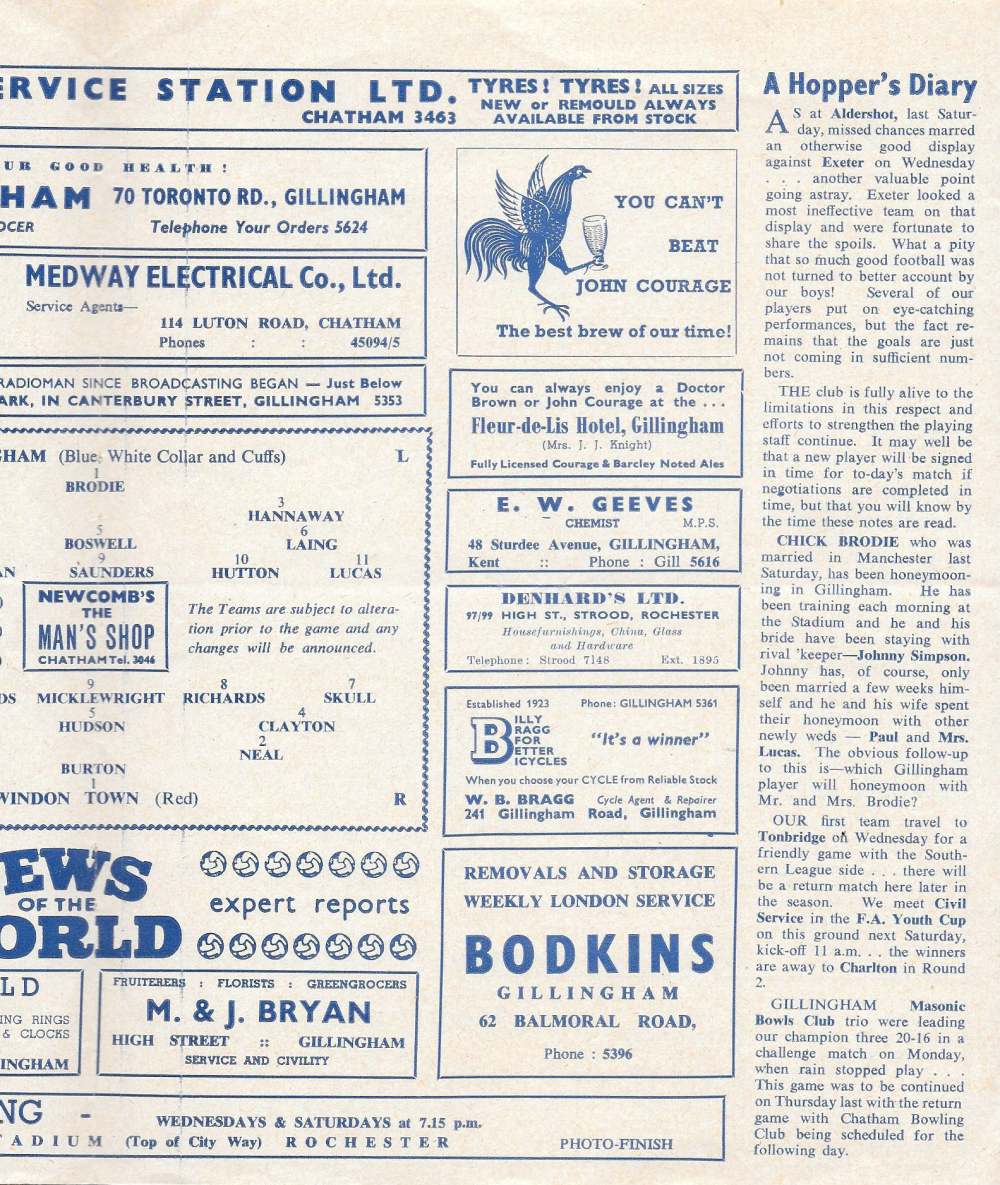 ERVICE STATION LTD.
CHATHAM 3463
TYRES! TYRES! ALL SIZES
NEW or REMOULD ALWAYS
AVAILABLE FROM STOCK
UR GOOD HEALTH!
HAM 70 TORONTO RD., GILLINGHAM
OCER Telephone Your Orders 5624
MEDWAY ELECTRICAL Co., Ltd.
Service Agents—
114 LUTON ROAD, CHATHAM
Phones : : 45094/5
RADIOMAN SINCE BROADCASTING BEGAN — Just Below
ARK, IN CANTERBURY STREET, GILLINGHAM 5353
HAM (Blue, White Collar and Cuffs) L
1
BRODIE
3
HANNAWAY
5 6
BOSWELL LAING
9 10 11
AN SAUNDERS HUTTON LUCAS
NEWCOMB'S
THE
MAN'S SHOP
CHATHAM Tel. 3046
The Teams are subject to altera-
tion prior to the game and any
changes will be announced.
9 8 7
DS MICKLEWRIGHT RICHARDS SKULL
5 4
HUDSON CLAYTON
2
NEAL
BURTON
1
WINDON TOWN (Red) R
EWS
OF THE
ORLD
expert reports
LD
ING RINGS
& CLOCKS
INGHAM
FRUITERERS : FLORISTS : GREENGROCERS
M. & J. BRYAN
HIGH STREET :: GILLINGHAM
SERVICE AND CIVILITY
NG -
WEDNESDAYS & SATURDAYS at 7.15 p.m.
TADIUM (Top of City Way) ROCHESTER PHOTO-FINISH
YOU CAN'T
BEAT
JOHN COURAGE
The best brew of our time!
You can always enjoy a Doctor
Brown or John Courage at the ...
Fleur-de-Lis Hotel, Gillingham
(Mrs. J. J. Knight)
Fully Licensed Courage & Barcley Noted Ales
E. W. GEEVES
CHEMIST M.P.S.
48 Sturdee Avenue, GILLINGHAM,
Kent :: Phone : Gill 5616
DENHARD'S LTD.
97/99 HIGH ST., STROOD, ROCHESTER
Housefurnishings, China, Glass
and Hardware
Telephone: Strood 7148 Ext. 1895
Established 1923 Phone: GILLINGHAM 5361
BILLY
BRAGG
FOR
BETTER
BICYCLES
"It's a winner"
When you choose your CYCLE from Reliable Stock
W. B. BRAGG Cycle Agent & Repairer
241 Gillingham Road, Gillingham
REMOVALS AND STORAGE
WEEKLY LONDON SERVICE
BODKINS
GILLINGHAM
62 BALMORAL ROAD,
Phone : 5396
A Hopper's Diary
AS at Aldershot, last Satur-
day, missed chances marred
an otherwise good display
against Exeter on Wednesday
. . . another valuable point
going astray. Exeter looked a
most ineffective team on that
display and were fortunate to
share the spoils. What a pity
that so much good football was
not turned to better account by
our boys! Several of our
players put on eye-catching
performances, but the fact re-
mains that the goals are just
not coming in sufficient num-
bers.
THE club is fully alive to the
limitations in this respect and
efforts to strengthen the playing
staff continue. It may well be
that a new player will be signed
in time for to-day's match if
negotiations are completed in
time, but that you will know by
the time these notes are read.
CHICK BRODIE who was
married in Manchester last
Saturday, has been honeymoon-
ing in Gillingham. He has
been training each morning at
the Stadium and he and his
bride have been staying with
rival 'keeper—Johnny Simpson.
Johnny has, of course, only
been married a few weeks him-
self and he and his wife spent
their honeymoon with other
newly weds — Paul and Mrs.
Lucas. The obvious follow-up
to this is—which Gillingham
player will honeymoon with
Mr. and Mrs. Brodie?
OUR first team travel to
Tonbridge on Wednesday for a
friendly game with the South-
ern League side . . . there will
be a return match here later in
the season. We meet Civil
Service in the F.A. Youth Cup
on this ground next Saturday,
kick-off 11 a.m. . . the winners
are away to Charlton in Round
2.
GILLINGHAM Masonic
Bowls Club trio were leading
our champion three 20-16 in a
challenge match on Monday,
when rain stopped play . . .
This game was to be continued
on Thursday last with the return
game with Chatham Bowling
Club being scheduled for the
following day.